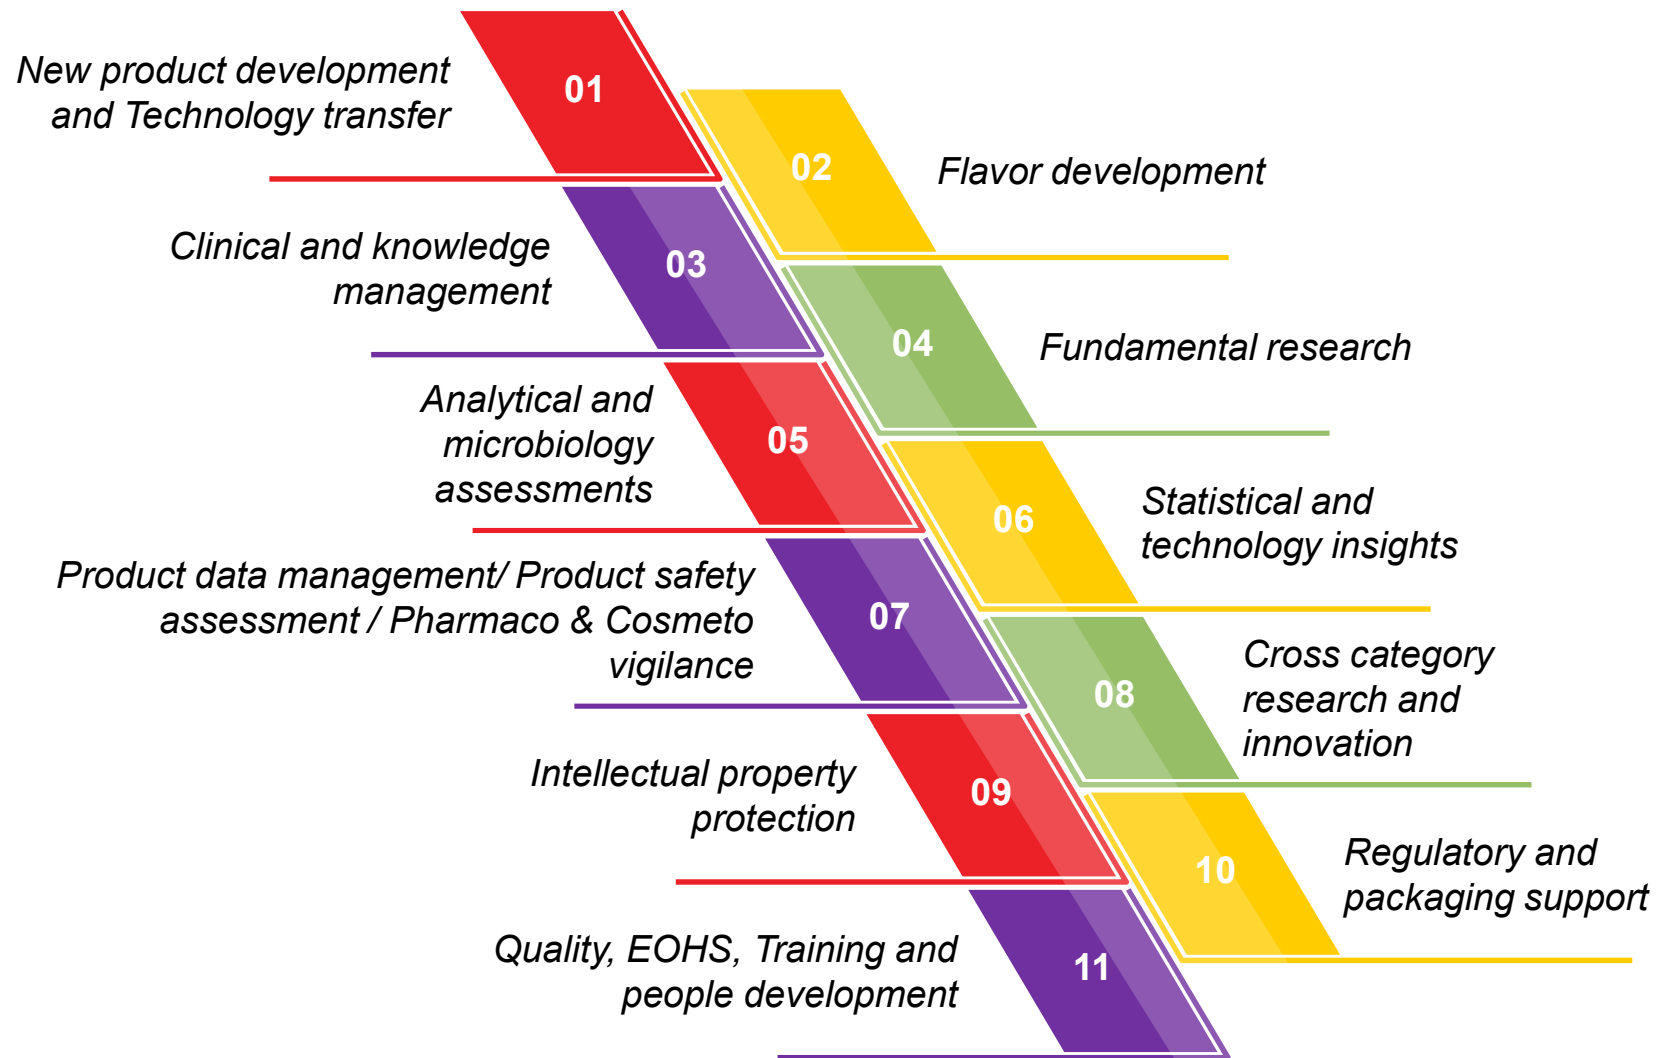 01
New product development
and Technology transfer
02
Flavor development
03
Clinical and knowledge
management
04
Fundamental research
05
Analytical and
microbiology
assessments
06
Statistical and
technology insights
07
Product data management/ Product safety
assessment / Pharmaco & Cosmeto
vigilance
08
Cross category
research and
innovation
09
Intellectual property
protection
10
Regulatory and
packaging support
11
Quality, EOHS, Training and
people development